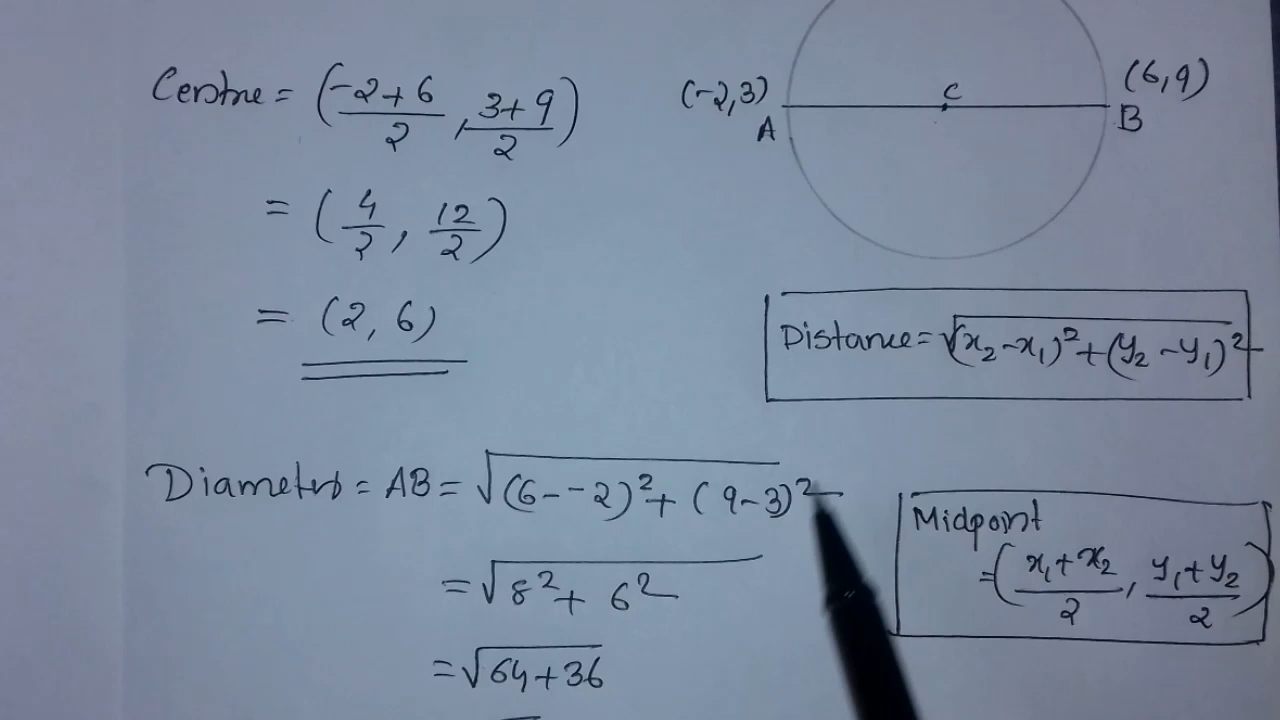 Centre = (-2+6/2, 3+9/2)
= (4/2, 12/2)
= (2, 6)
(-2,3)
A
C
(6,9)
B
Distance = √(x₂-x₁)²+(y₂-y₁)²
Diameter = AB = √(6--2)²+(9-3)²
= √8²+6²
= √64+36
Midpoint
= (x₁+x₂/2, y₁+y₂/2)